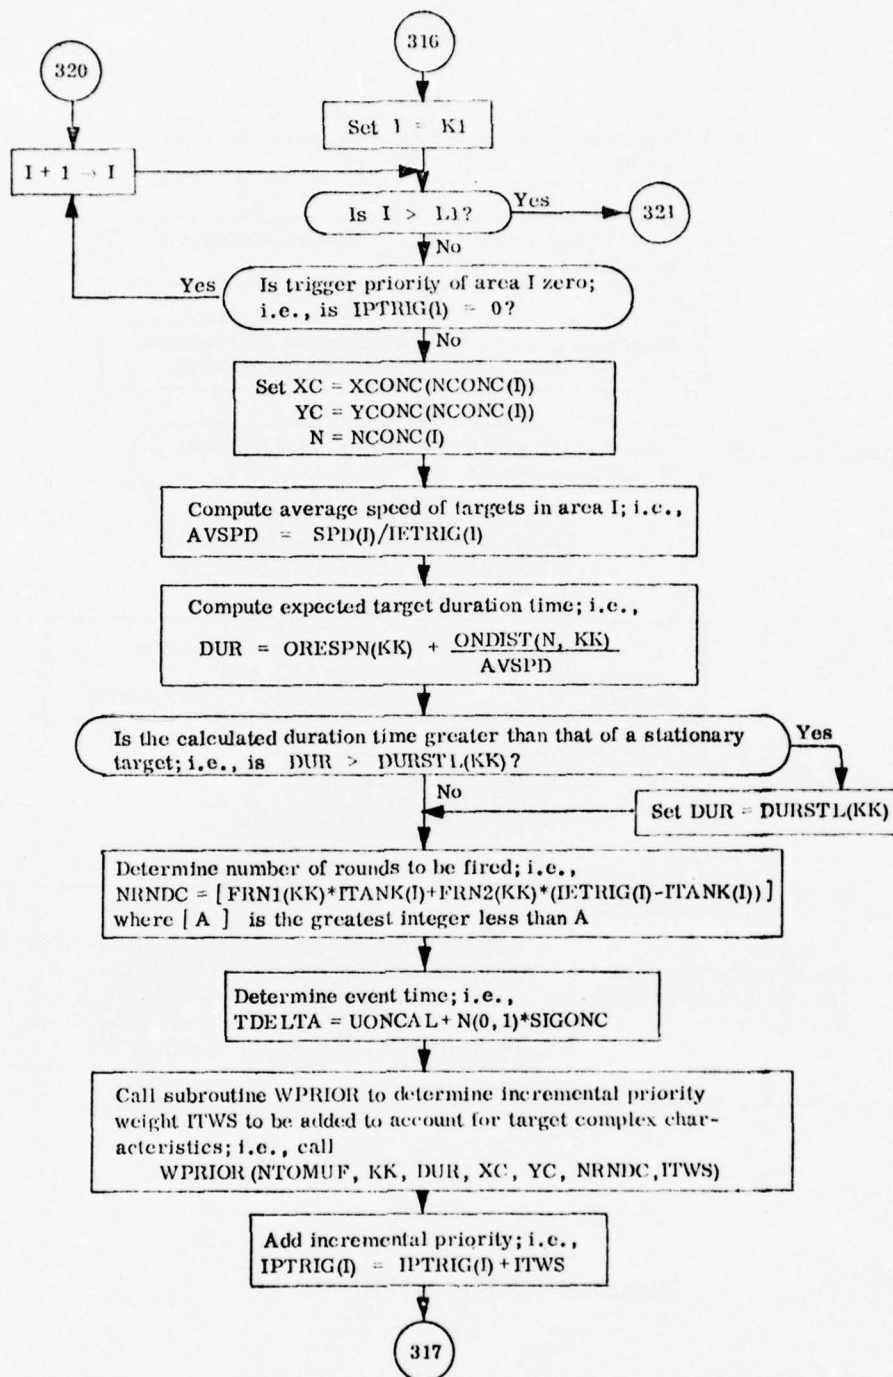 316
320
Set I = K1
I + 1 → I
Is I > L1?
Yes
321
No
Yes
Is trigger priority of area I zero;
i.e., is IPTRIG(I) = 0?
No
Set XC = XCONC(NCONC(I))
YC = YCONC(NCONC(I))
N = NCONC(I)
Compute average speed of targets in area I; i.e.,
AVSPD = SPD(I)/IETRIG(I)
Compute expected target duration time; i.e.,
DUR = ORESPN(KK) + ONDIST(N, KK)
AVSPD
Is the calculated duration time greater than that of a stationary
target; i.e., is DUR > DURSTL(KK)?
Yes
No
Set DUR = DURSTL(KK)
Determine number of rounds to be fired; i.e.,
NRNDC = [FRN1(KK)*ITANK(I)+FRN2(KK)*(IETRIG(I)-ITANK(I))]
where [ A ] is the greatest integer less than A
Determine event time; i.e.,
TDELTA = UONCAL+N(0,1)*SIGONC
Call subroutine WPRIOR to determine incremental priority
weight ITWS to be added to account for target complex char-
acteristics; i.e., call
WPRIOR(NTOMUF, KK, DUR, XC, YC, NRNDC,ITWS)
Add incremental priority; i.e.,
IPTRIG(I) = IPTRIG(I)+ITWS
317